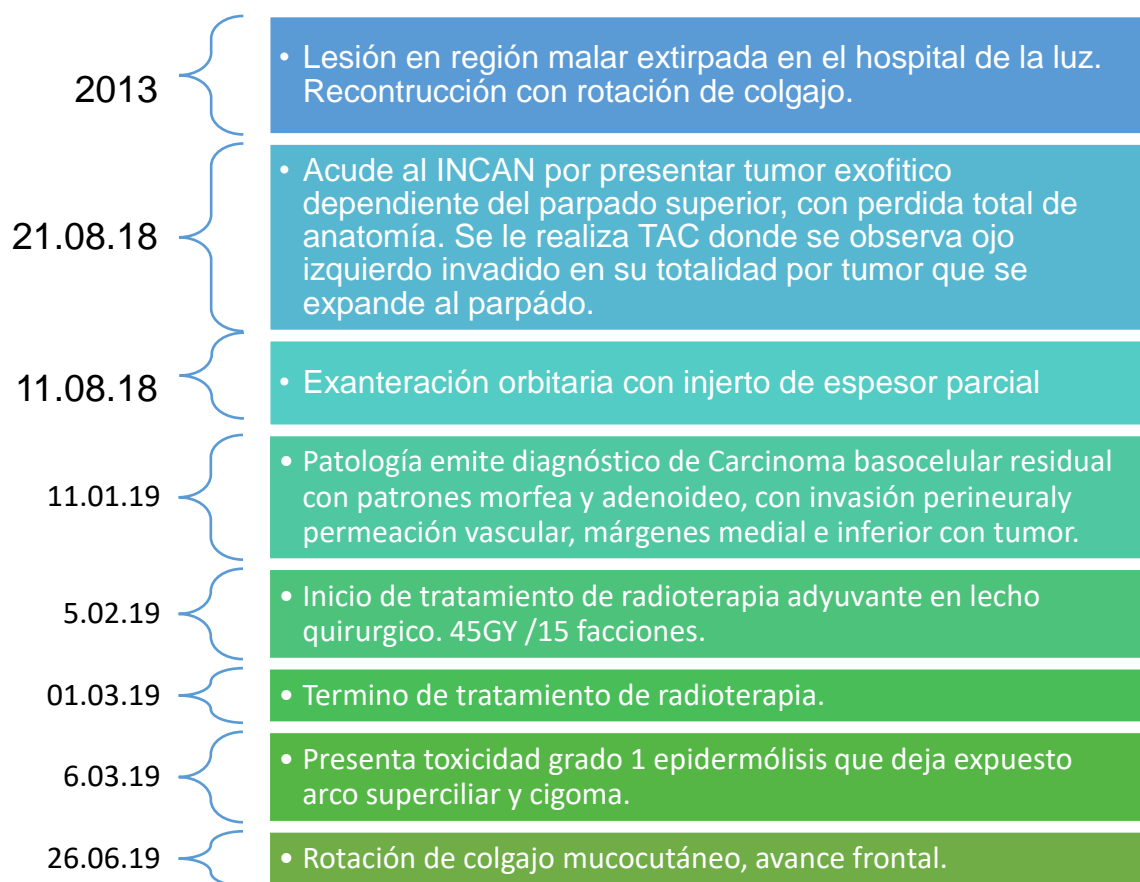 2013
• Lesión en región malar extirpada en el hospital de la luz.
Recontrucción con rotación de colgajo.
21.08.18
• Acude al INCAN por presentar tumor exofitico
dependiente del parpado superior, con perdida total de
anatomía. Se le realiza TAC donde se observa ojo
izquierdo invadido en su totalidad por tumor que se
expande al parpádo.
11.08.18
• Exanteración orbitaria con injerto de espesor parcial
11.01.19
• Patología emite diagnóstico de Carcinoma basocelular residual
con patrones morfea y adenoideo, con invasión perineuraly
permeación vascular, márgenes medial e inferior con tumor.
5.02.19
• Inicio de tratamiento de radioterapia adyuvante en lecho
quirurgico. 45GY /15 facciones.
01.03.19
• Termino de tratamiento de radioterapia.
6.03.19
• Presenta toxicidad grado 1 epidermólisis que deja expuesto
arco superciliar y cigoma.
26.06.19
• Rotación de colgajo mucocutáneo, avance frontal.